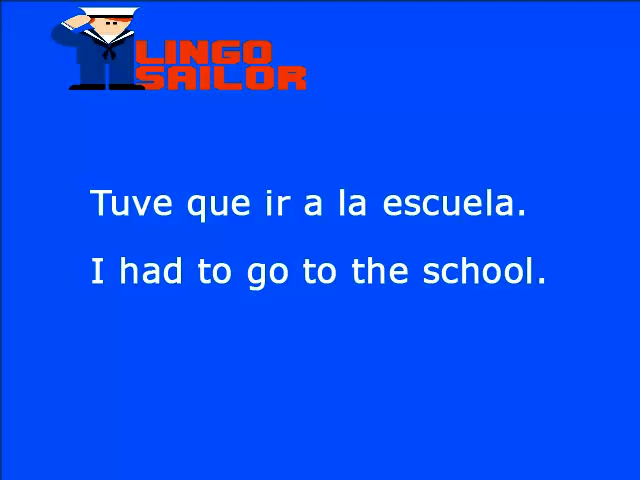 LINGO
SAILOR
Tuve que ir a la escuela.
I had to go to the school.